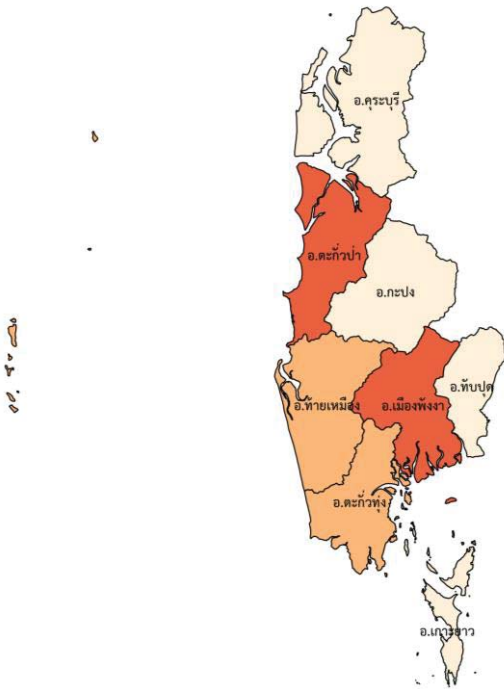 อ.คุระบุรี
อ.ตะกั่วป่า
อ.กะปง
อ.ทับปุด
อ.ท้ายเหมือง
อ.เมืองพังงา
อ.ตะกั่วทุ่ง
อ.เกาะยาว